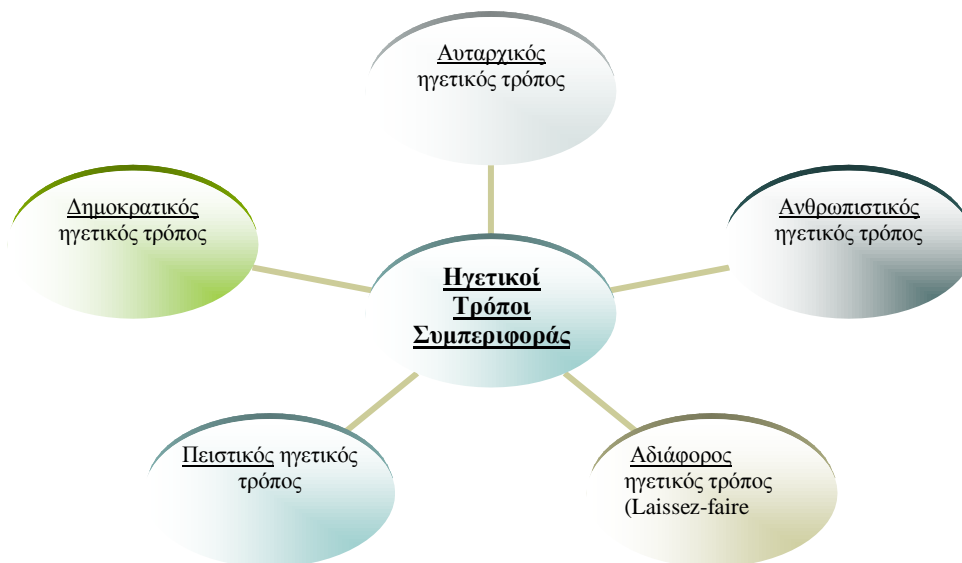 Αυταρχικός
ηγετικός τρόπος
Δημοκρατικός
ηγετικός τρόπος
Ανθρωπιστικός
ηγετικός τρόπος
Ηγετικοί
Τρόποι
Συμπεριφοράς
Πειστικός ηγετικός
τρόπος
Αδιάφορος
ηγετικός τρόπος
(Laissez-faire